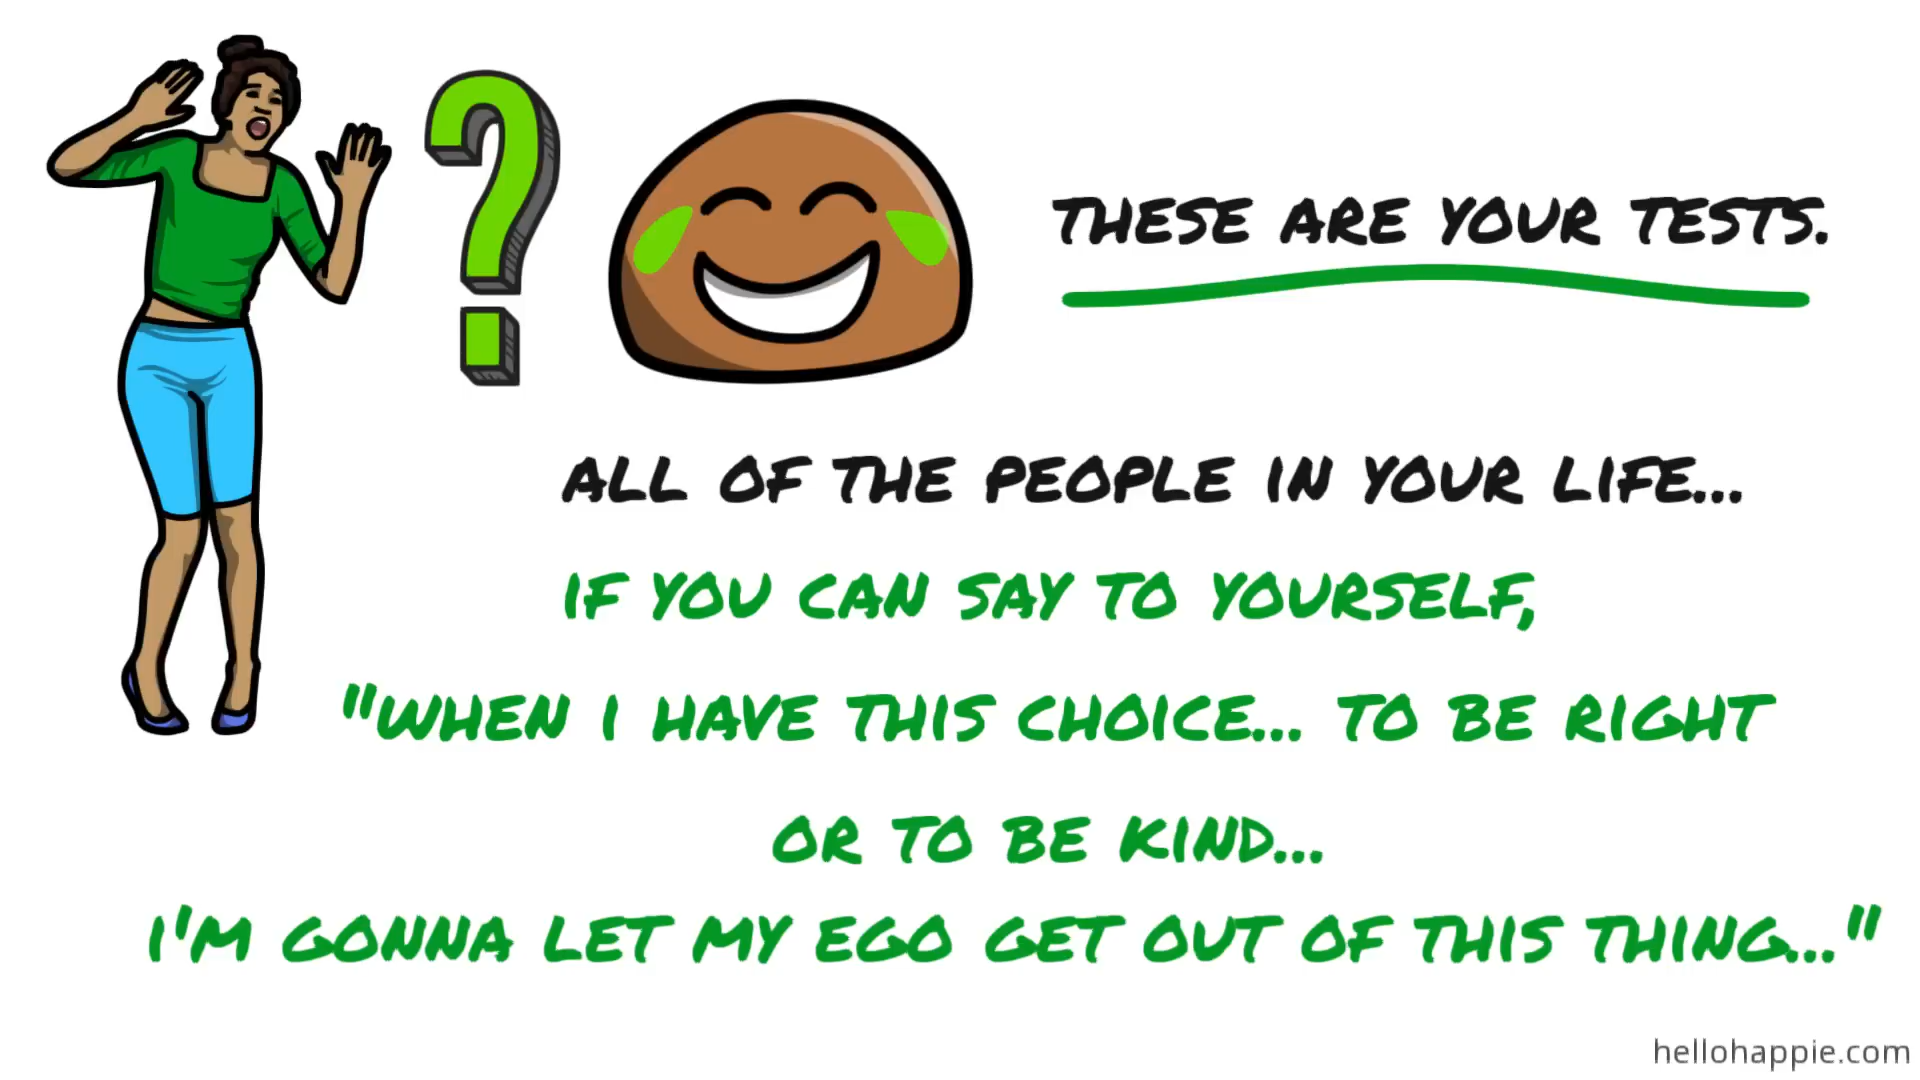 ?
THESE ARE YOUR TESTS.
ALL OF THE PEOPLE IN YOUR LIFE...
IF YOU CAN SAY TO YOURSELF,
"WHEN I HAVE THIS CHOICE... TO BE RIGHT
OR TO BE KIND...
I'M GONNA LET MY EGO GET OUT OF THIS THING..."
hellohappie.com